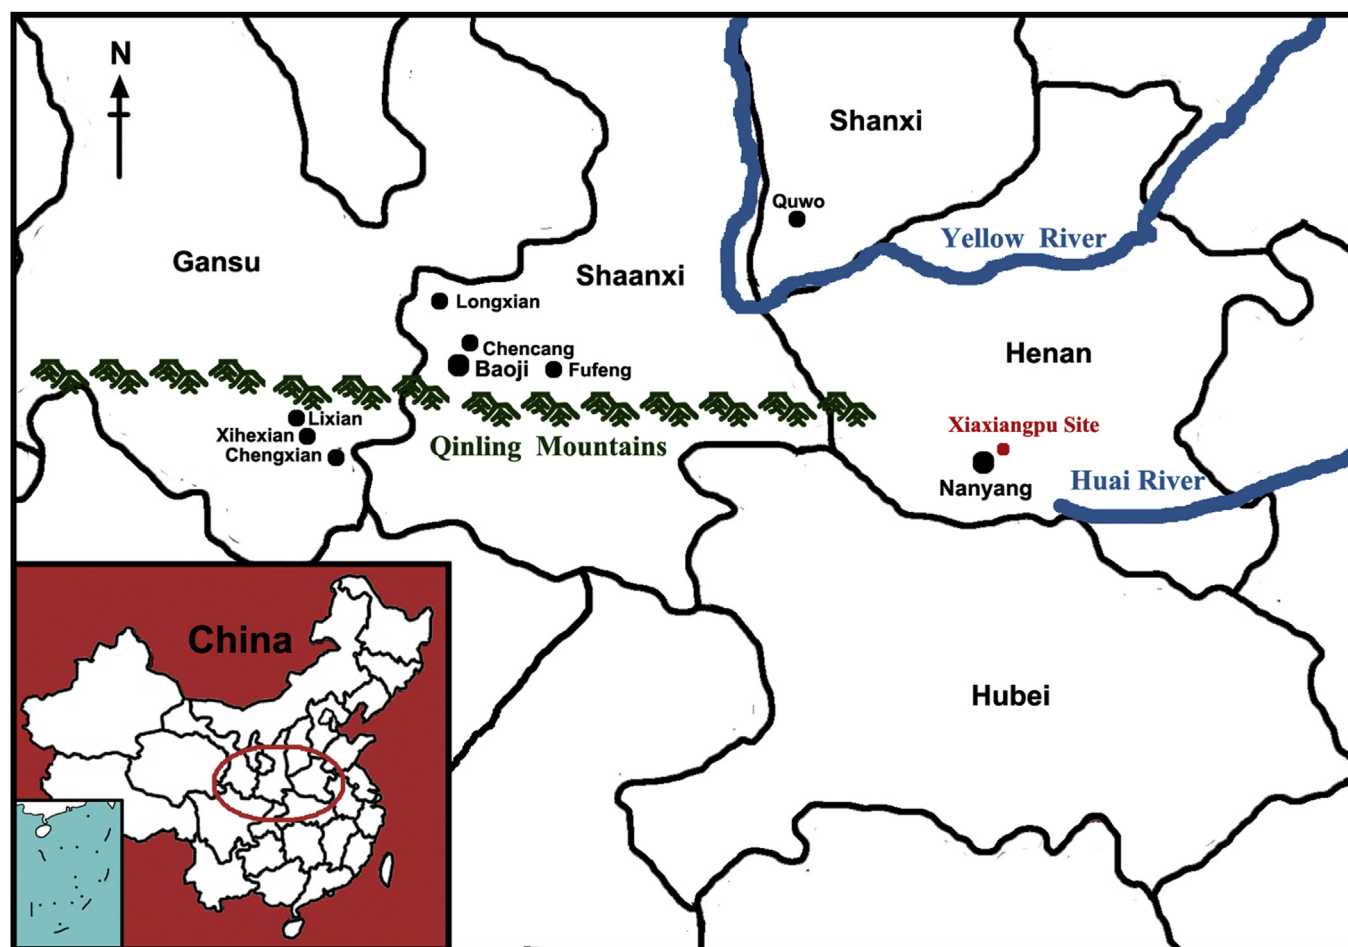 N
Shanxi
Quwo
Yellow River
Gansu
Shaanxi
Longxian
Chencang
Baoji
Fufeng
Henan
Lixian
Xihexian
Chengxian
Qinling Mountains
Xiaxiangpu Site
Nanyang
Huai River
China
Hubei